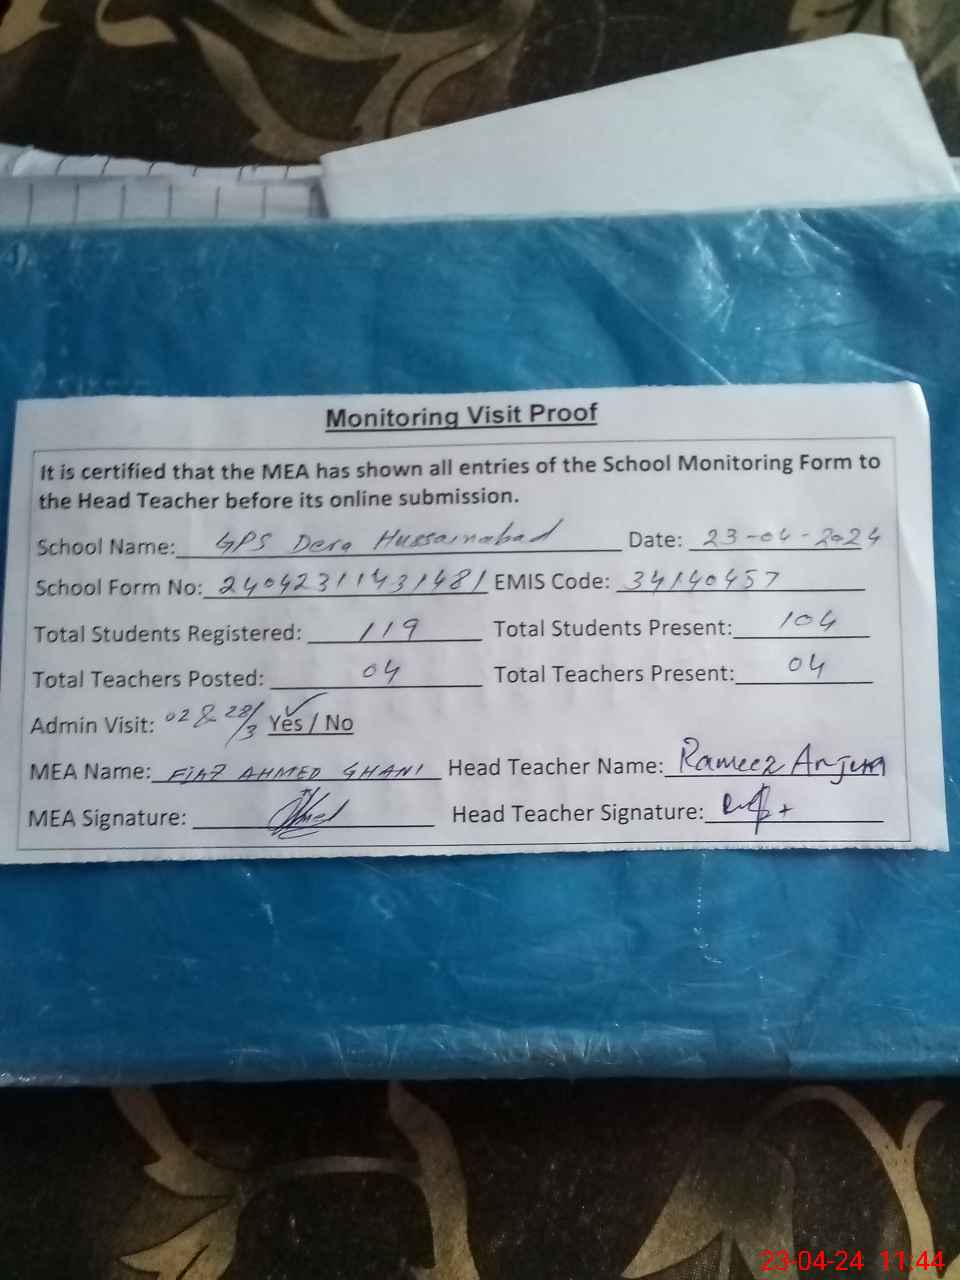 Monitoring Visit Proof
It is certified that the MEA has shown all entries of the School Monitoring Form to
the Head Teacher before its online submission.
School Name: GPS Dera Hussainabad Date: 23-04-2024
School Form No: 24042311431481 EMIS Code: 34140457
Total Students Registered: 119 Total Students Present: 104
Total Teachers Posted: 04 Total Teachers Present: 04
Admin Visit: 02 & 28/3 Yes / No
MEA Name: FIAZ AHMED GHANI Head Teacher Name: Rameez Anjum
MEA Signature: Head Teacher Signature:
23-04-24 11:44